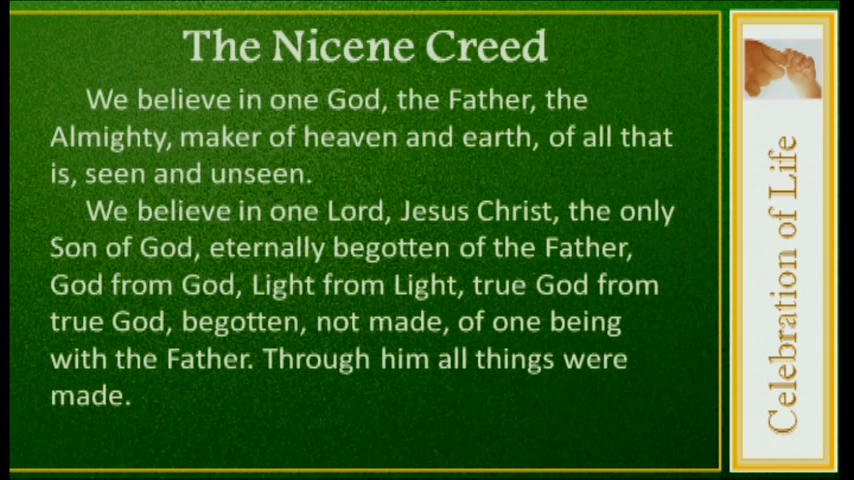 The Nicene Creed
We believe in one God, the Father, the
Almighty, maker of heaven and earth, of all that
is, seen and unseen.
We believe in one Lord, Jesus Christ, the only
Son of God, eternally begotten of the Father,
God from God, Light from Light, true God from
true God, begotten, not made, of one being
with the Father. Through him all things were
made.
Celebration of Life